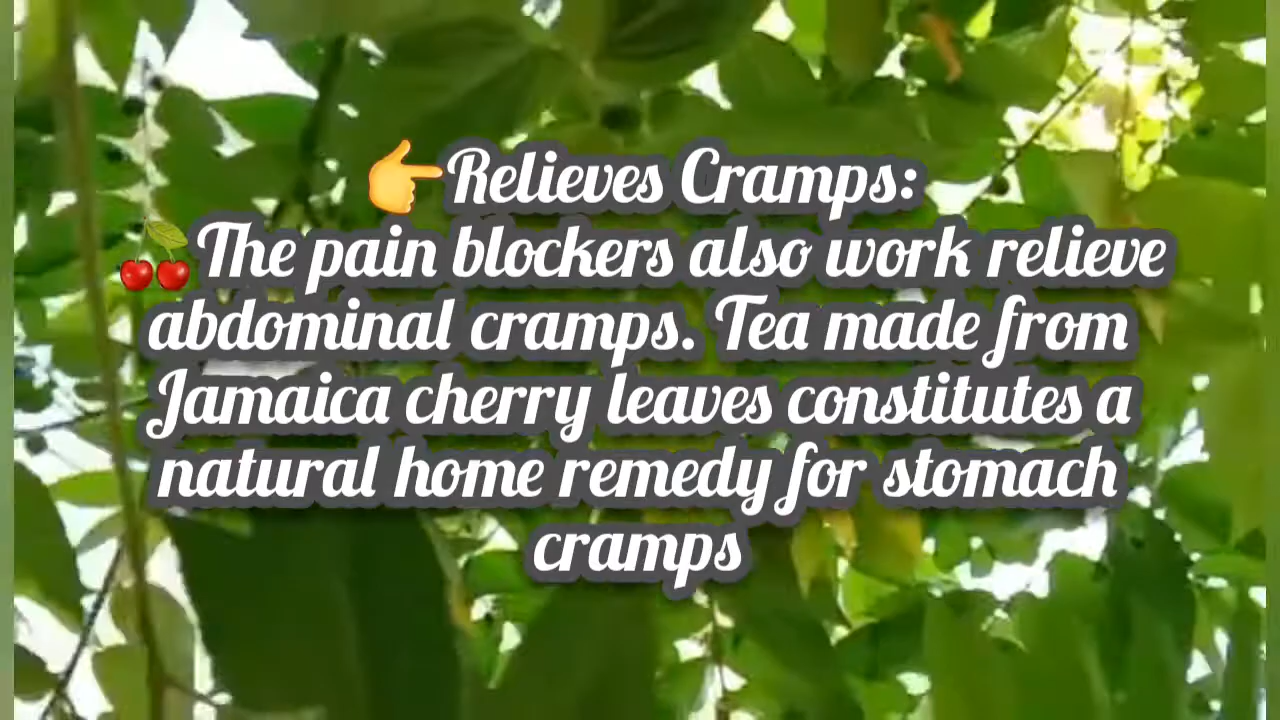 👉Relieves Cramps:
🍒The pain blockers also work relieve
abdominal cramps. Tea made from
Jamaica cherry leaves constitutes a
natural home remedy for stomach
cramps